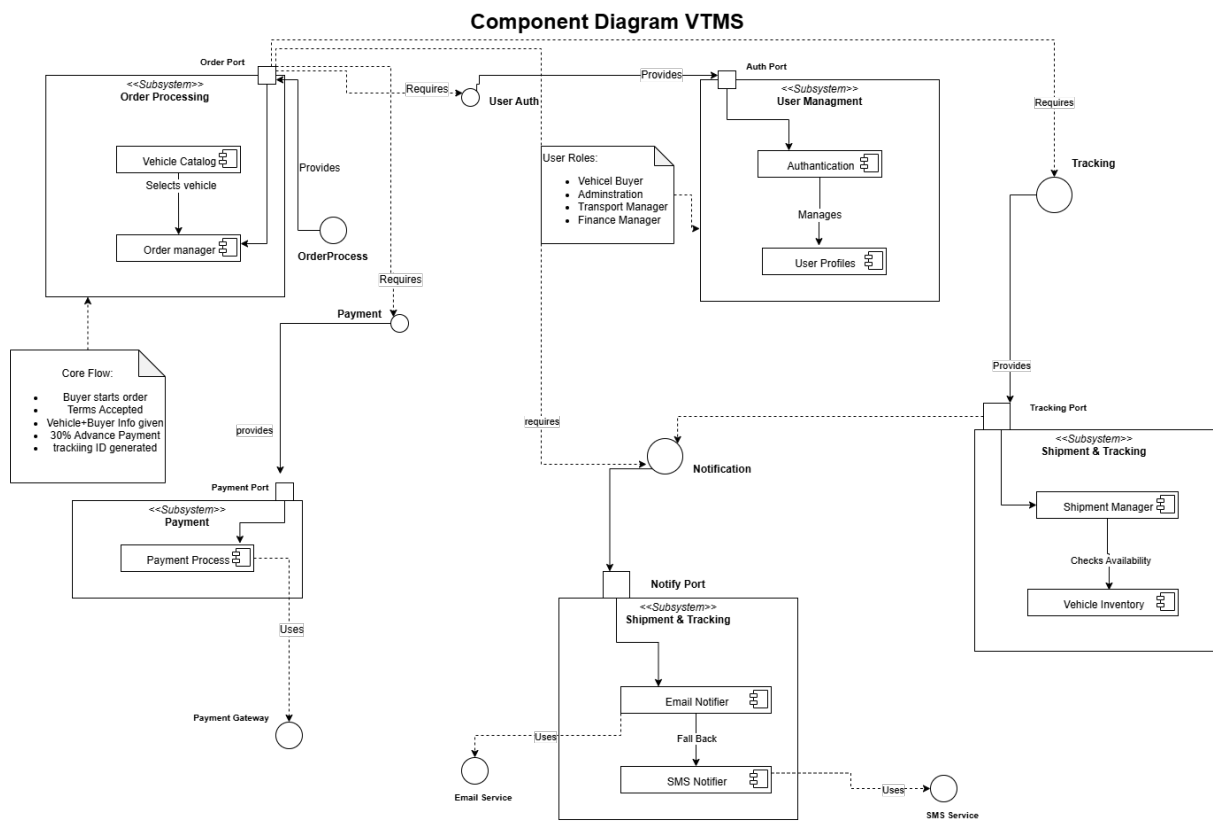 Component Diagram VTMS
Order Port
<<Subsystem>>
Order Processing
Vehicle Catalog
Selects vehicle
Order manager
Provides
OrderProcess
Requires
User Auth
Provides
Auth Port
<<Subsystem>>
User Managment
Authantication
Manages
User Profiles
User Roles:
Vehicel Buyer
Adminstration
Transport Manager
Finance Manager
Requires
Tracking
Requires
Payment
Core Flow:
Buyer starts order
Terms Accepted
Vehicle+Buyer Info given
30% Advance Payment
trackiing ID generated
provides
requires
Notification
Provides
Tracking Port
<<Subsystem>>
Shipment & Tracking
Shipment Manager
Checks Availability
Vehicle Inventory
Payment Port
<<Subsystem>>
Payment
Payment Process
Uses
Payment Gateway
Notify Port
<<Subsystem>>
Shipment & Tracking
Email Notifier
Fall Back
SMS Notifier
Uses
Email Service
Uses
SMS Service